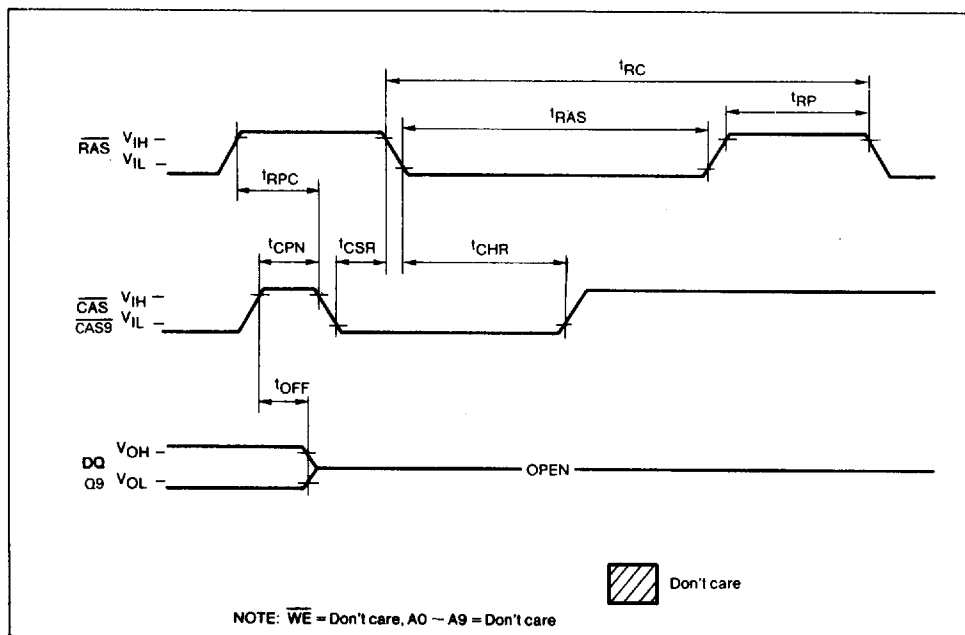 tRC
tRP
tRAS
RAS VIH
VIL
tRPC
tCPN tCSR tCHR
CAS VIH
CAS9 VIL
tOFF
DQ VOH
Q9 VOL
OPEN
Don't care
NOTE: WE = Don't care, A0 ~ A9 = Don't care